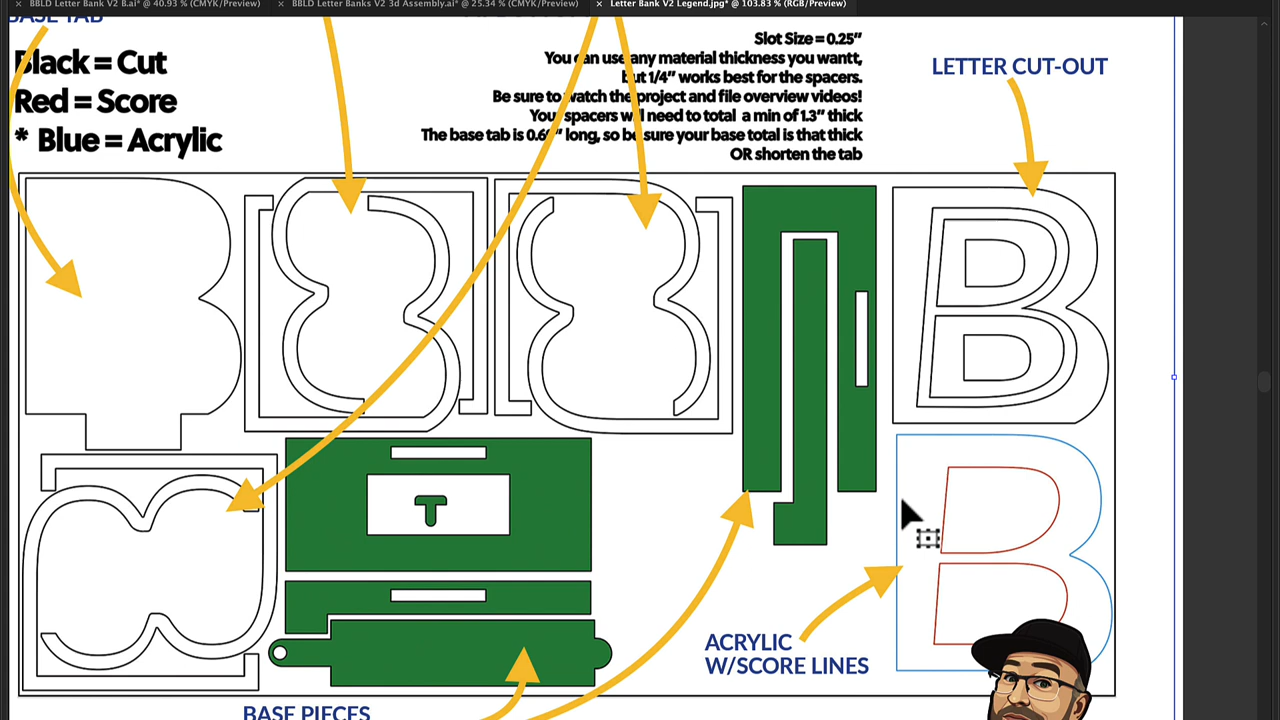 × BBLD Letter Bank V2 B.ai* @ 40.93 % (CMYK/Preview) × BBLD Letter Banks V2 3d Assembly.ai* @ 25.34 % (CMYK/Preview) × Letter Bank V2 Legend.jpg* @ 103.83 % (RGB/Preview)
BASE TAB
Black = Cut
Red = Score
* Blue = Acrylic
Slot Size = 0.25”
You can use any material thickness you wantt,
but 1/4” works best for the spacers.
Be sure to watch the project and file overview videos!
Your spacers will need to total a min of 1.3” thick
The base tab is 0.69” long, so be sure your base total is that thick
OR shorten the tab
LETTER CUT-OUT
ACRYLIC
W/SCORE LINES
BASE PIECES